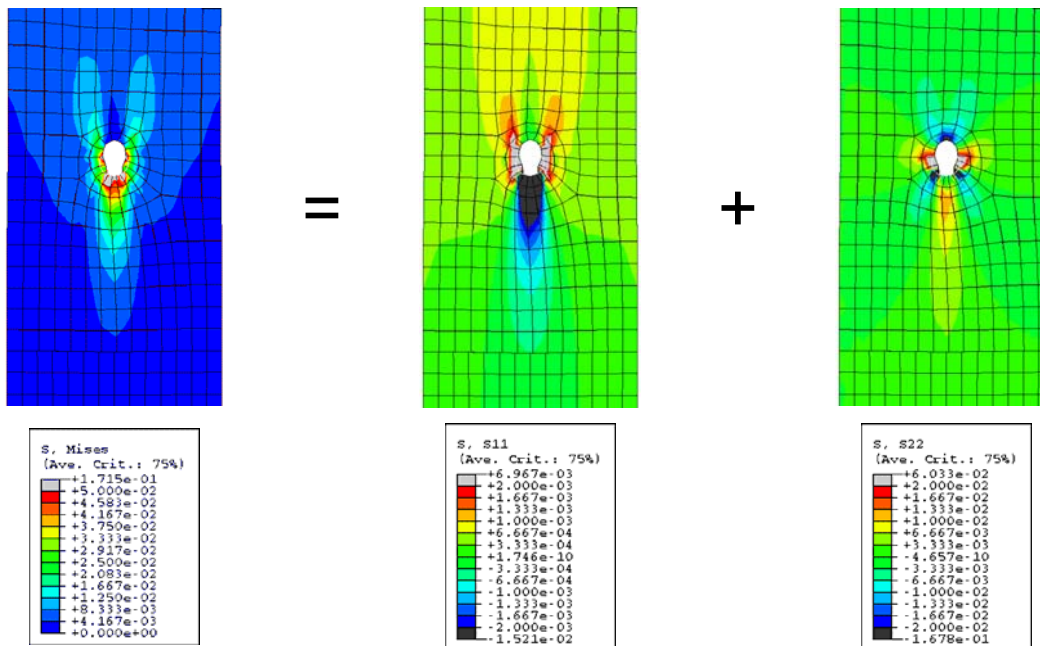 =
+
S, Mises
(Ave. Crit.: 75%)
+1.715e-01
+5.000e-02
+4.583e-02
+4.167e-02
+3.750e-02
+3.333e-02
+2.917e-02
+2.500e-02
+2.083e-02
+1.667e-02
+1.250e-02
+8.333e-03
+4.167e-03
+0.000e+00
S, S11
(Ave. Crit.: 75%)
+6.967e-03
+2.000e-03
+1.667e-03
+1.333e-03
+1.000e-03
+6.667e-04
+3.333e-04
+1.746e-10
-3.333e-04
-6.667e-04
-1.000e-03
-1.333e-03
-1.667e-03
-2.000e-03
-1.521e-02
S, S22
(Ave. Crit.: 75%)
+6.033e-02
+2.000e-02
+1.667e-02
+1.333e-02
+1.000e-02
+6.667e-03
+3.333e-03
-4.657e-10
-3.333e-03
-6.667e-03
-1.000e-02
-1.333e-02
-1.667e-02
-2.000e-02
-1.678e-01